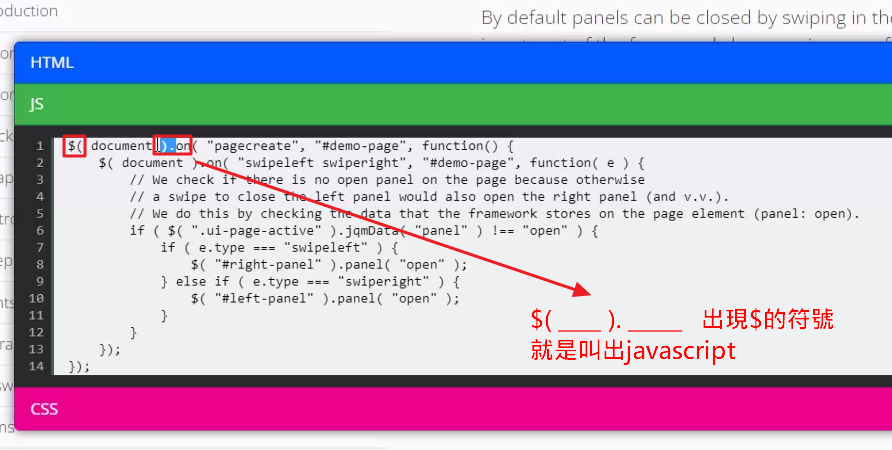 oduction
By default panels can be closed by swiping in the
HTML
JS
1 $( document ).on( "pagecreate", "#demo-page", function() {
2 $( document ).on( "swipeleft swiperight", "#demo-page", function( e ) {
3 // We check if there is no open panel on the page because otherwise
4 // a swipe to close the left panel would also open the right panel (and v.v.).
5 // We do this by checking the data that the framework stores on the page element (panel: open).
6 if ( $( ".ui-page-active" ).jqmData( "panel" ) !== "open" ) {
7 if ( e.type === "swipeleft" ) {
8 $( "#right-panel" ).panel( "open" );
9 } else if ( e.type === "swiperight" ) {
10 $( "#left-panel" ).panel( "open" );
11 }
12 }
13 });
14 });
$( ____ ). _____ 出現$的符號
就是叫出javascript
CSS